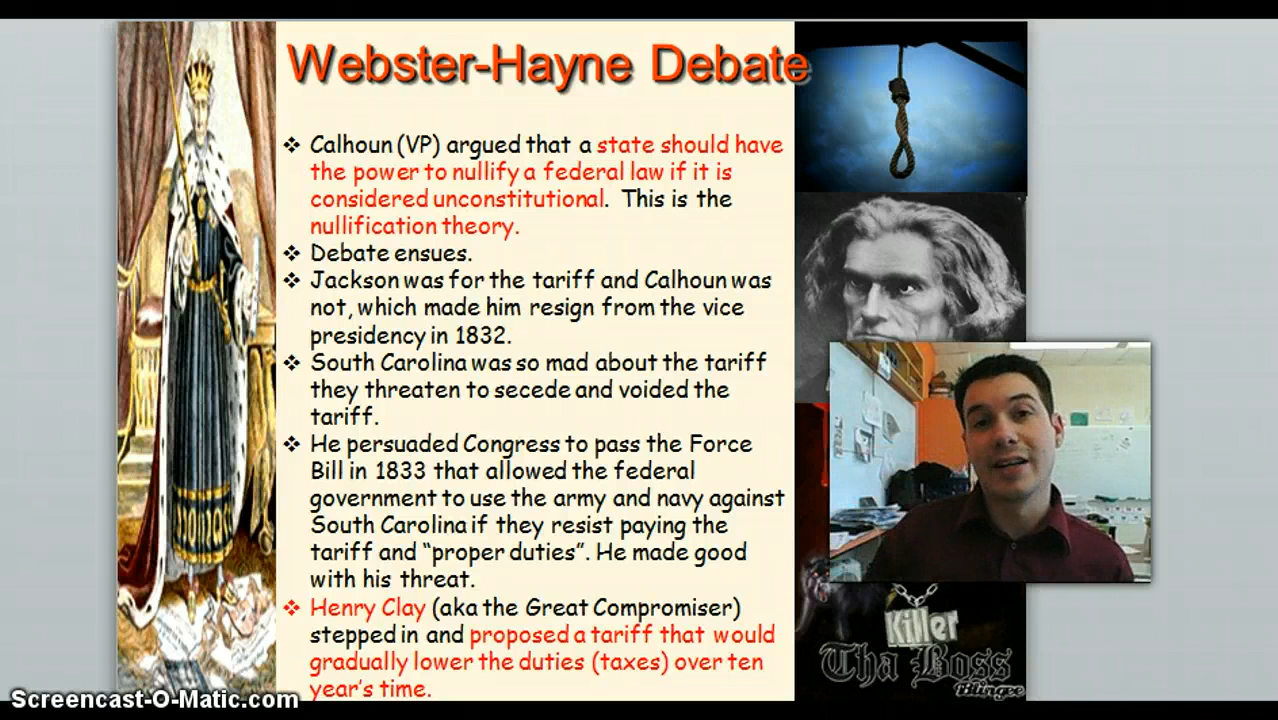 Webster-Hayne Debate
❖ Calhoun (VP) argued that a state should have
the power to nullify a federal law if it is
considered unconstitutional. This is the
nullification theory.
❖ Debate ensues.
❖ Jackson was for the tariff and Calhoun was
not, which made him resign from the vice
presidency in 1832.
❖ South Carolina was so mad about the tariff
they threaten to secede and voided the
tariff.
❖ He persuaded Congress to pass the Force
Bill in 1833 that allowed the federal
government to use the army and navy against
South Carolina if they resist paying the
tariff and “proper duties”. He made good
with his threat.
❖ Henry Clay (aka the Great Compromiser)
stepped in and proposed a tariff that would
gradually lower the duties (taxes) over ten
year’s time.
Killer
Tha Boss
Blingee
Screencast-O-Matic.com